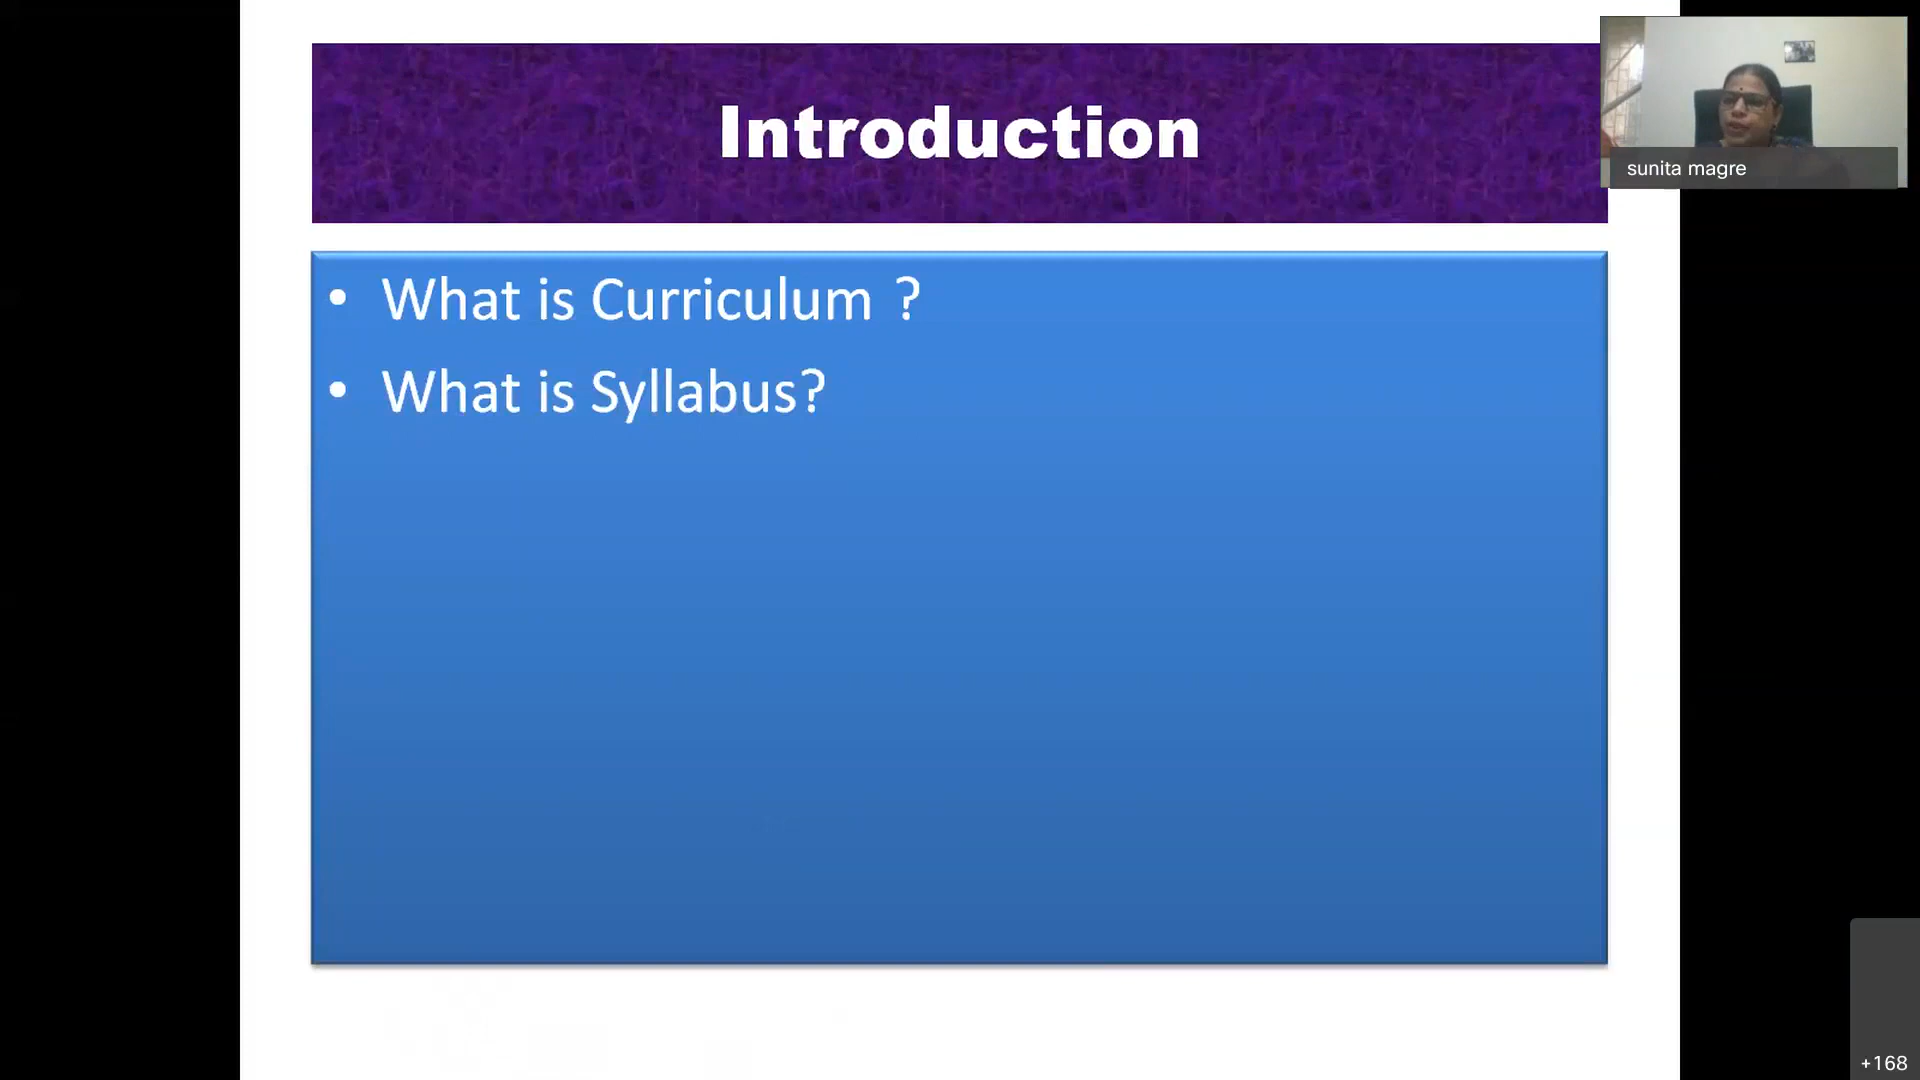 Introduction
sunita magre
• What is Curriculum ?
• What is Syllabus?
+168